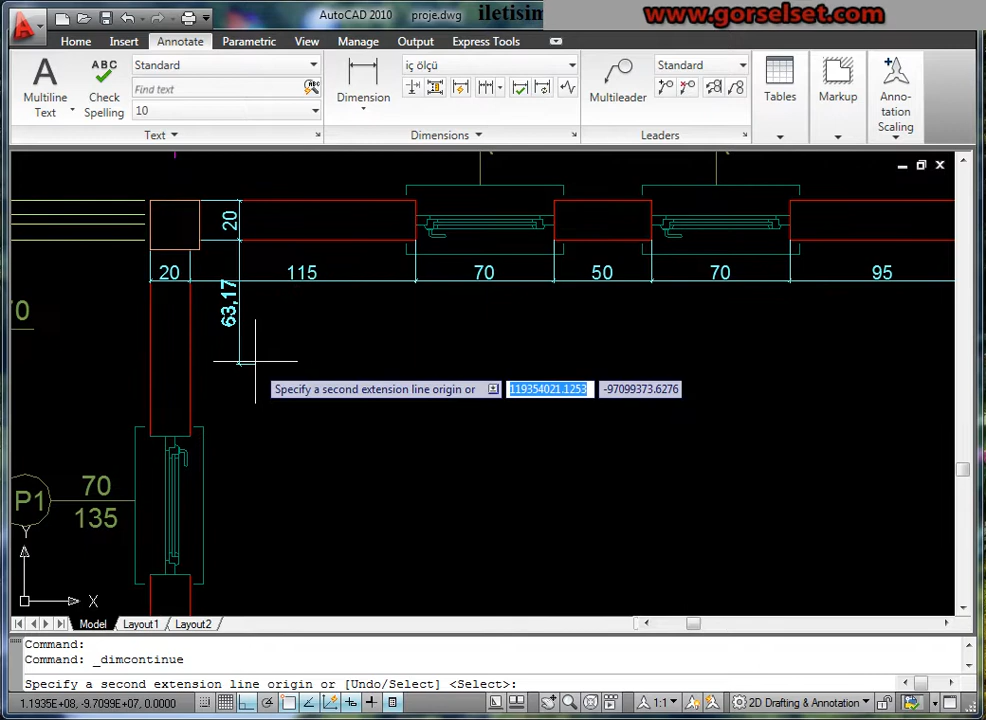 AutoCAD 2010 proje.dwg iletisim
www.gorselset.com
Home Insert Annotate Parametric View Manage Output Express Tools
Standard
Find text
10
Multiline
Text
ABC
Check
Spelling
Text
iç ölçü
Dimension
Dimensions
Multileader
Standard
Leaders
Tables
Markup
Anno-
tation
Scaling
20
20 115 70 50 70 95
63,17
70
Specify a second extension line origin or 119354021.1253 -97099373.6276
P1
70
135
Y
X
Model Layout1 Layout2
Command:
Command: _dimcontinue
Specify a second extension line origin or [Undo/Select] <Select>:
1.1935E+08, -9.7099E+07, 0.0000 1:1 2D Drafting & Annotation